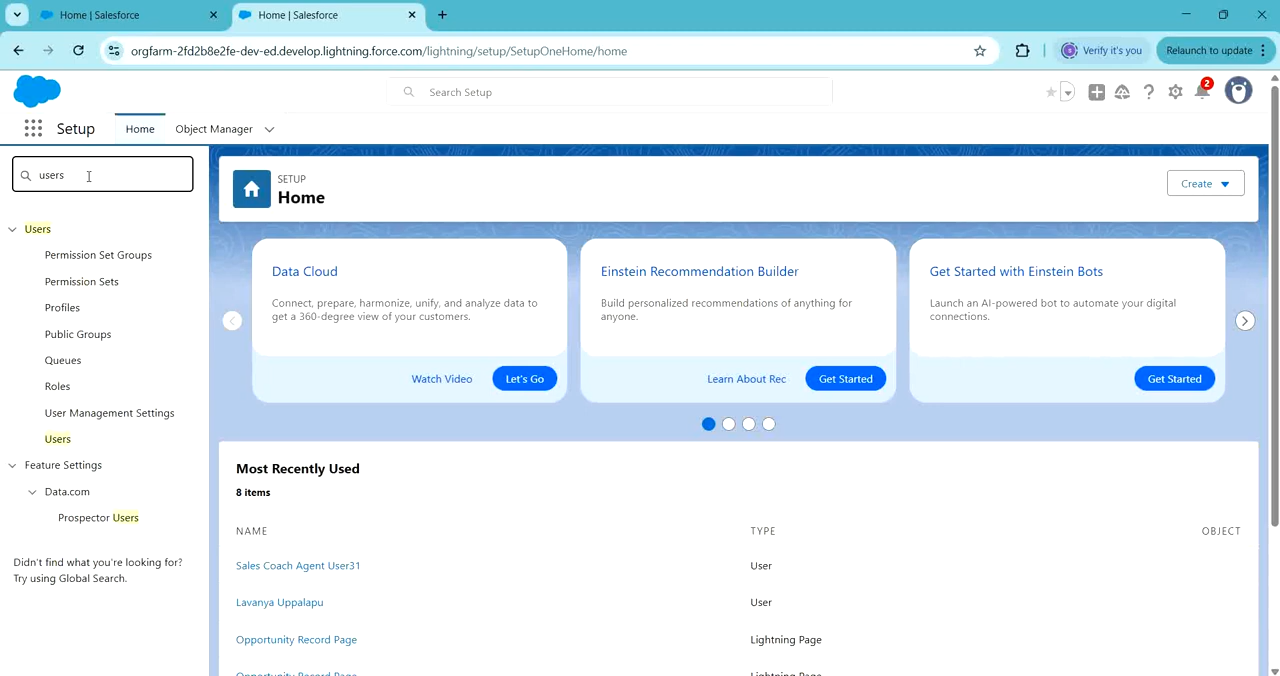 Home | Salesforce
Home | Salesforce
orgfarm-2fd2b8e2fe-dev-ed.develop.lightning.force.com/lightning/setup/SetupOneHome/home
Verify it's you
Relaunch to update
Search Setup
2
Setup
Home
Object Manager
users
Users
Permission Set Groups
Permission Sets
Profiles
Public Groups
Queues
Roles
User Management Settings
Users
Feature Settings
Data.com
Prospector Users
Didn't find what you're looking for?
Try using Global Search.
SETUP
Home
Create
Data Cloud
Connect, prepare, harmonize, unify, and analyze data to
get a 360-degree view of your customers.
Watch Video
Let's Go
Einstein Recommendation Builder
Build personalized recommendations of anything for
anyone.
Learn About Rec
Get Started
Get Started with Einstein Bots
Launch an AI-powered bot to automate your digital
connections.
Get Started
Most Recently Used
8 items
NAME TYPE OBJECT
Sales Coach Agent User31 User
Lavanya Uppalapu User
Opportunity Record Page Lightning Page
Opportunity Record Page Lightning Page